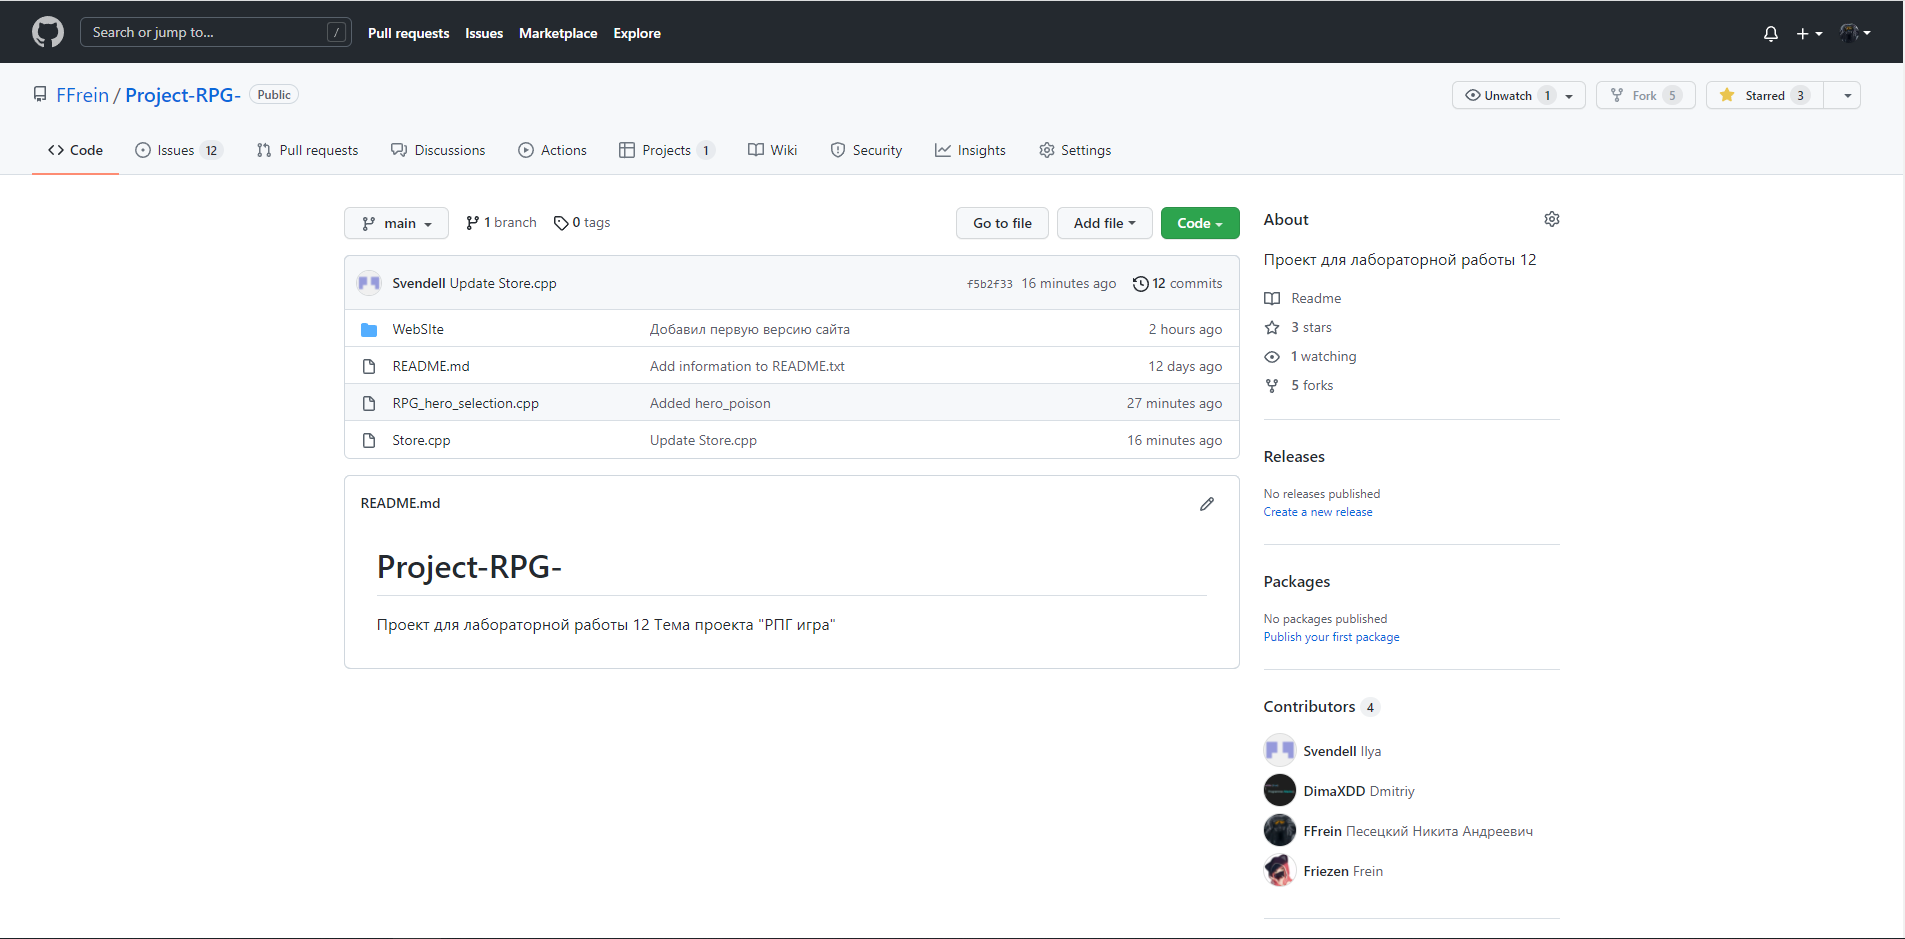 Search or jump to... / Pull requests Issues Marketplace Explore
FFrein / Project-RPG- Public Unwatch 1 Fork 5 Starred 3
Code Issues 12 Pull requests Discussions Actions Projects 1 Wiki Security Insights Settings
main 1 branch 0 tags Go to file Add file Code
Svendell Update Store.cpp f5b2f33 16 minutes ago 12 commits
WebSIte Добавил первую версию сайта 2 hours ago
README.md Add information to README.txt 12 days ago
RPG_hero_selection.cpp Added hero_poison 27 minutes ago
Store.cpp Update Store.cpp 16 minutes ago
README.md
Project-RPG-
Проект для лабораторной работы 12 Тема проекта "РПГ игра"
About
Проект для лабораторной работы 12
Readme
3 stars
1 watching
5 forks
Releases
No releases published
Create a new release
Packages
No packages published
Publish your first package
Contributors 4
Svendell Ilya
DimaXDD Dmitriy
FFrein Песецкий Никита Андреевич
Friezen Frein